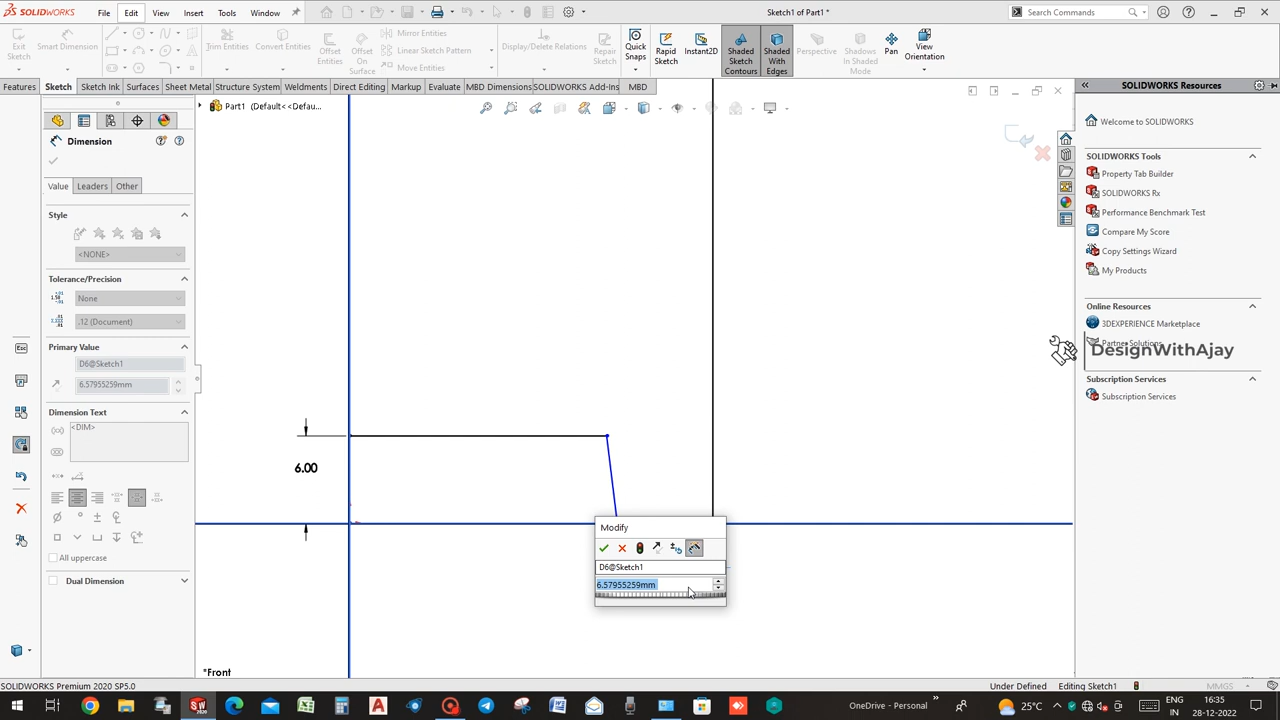 SOLIDWORKS
File
Edit
View
Insert
Tools
Window
Sketch1 of Part1 *
Search Commands
Exit Sketch
Smart Dimension
Trim Entities
Convert Entities
Offset Entities
Offset On Surface
Mirror Entities
Linear Sketch Pattern
Move Entities
Display/Delete Relations
Repair Sketch
Quick Snaps
Rapid Sketch
Instant2D
Shaded Sketch Contours
Shaded With Edges
Perspective
Shadows In Shaded Mode
Pan
View Orientation
Features
Sketch
Sketch Ink
Surfaces
Sheet Metal
Structure System
Weldments
Direct Editing
Markup
Evaluate
MBD Dimensions
SOLIDWORKS Add-Ins
MBD
Part1 (Default<<Defau...
SOLIDWORKS Resources
Dimension
Value
Leaders
Other
Style
<NONE>
Tolerance/Precision
None
.12 (Document)
Primary Value
D6@Sketch1
6.57955259mm
Dimension Text
<DIM>
All uppercase
Dual Dimension
Welcome to SOLIDWORKS
SOLIDWORKS Tools
Property Tab Builder
SOLIDWORKS Rx
Performance Benchmark Test
Compare My Score
Copy Settings Wizard
My Products
Online Resources
3DEXPERIENCE Marketplace
Partner Solutions
DesignWithAjay
Subscription Services
Subscription Services
6.00
Modify
D6@Sketch1
6.57955259mm
*Front
SOLIDWORKS Premium 2020 SP5.0
Under Defined
Editing Sketch1
MMGS
OneDrive - Personal
25°C
ENG
IN
16:35
28-12-2022